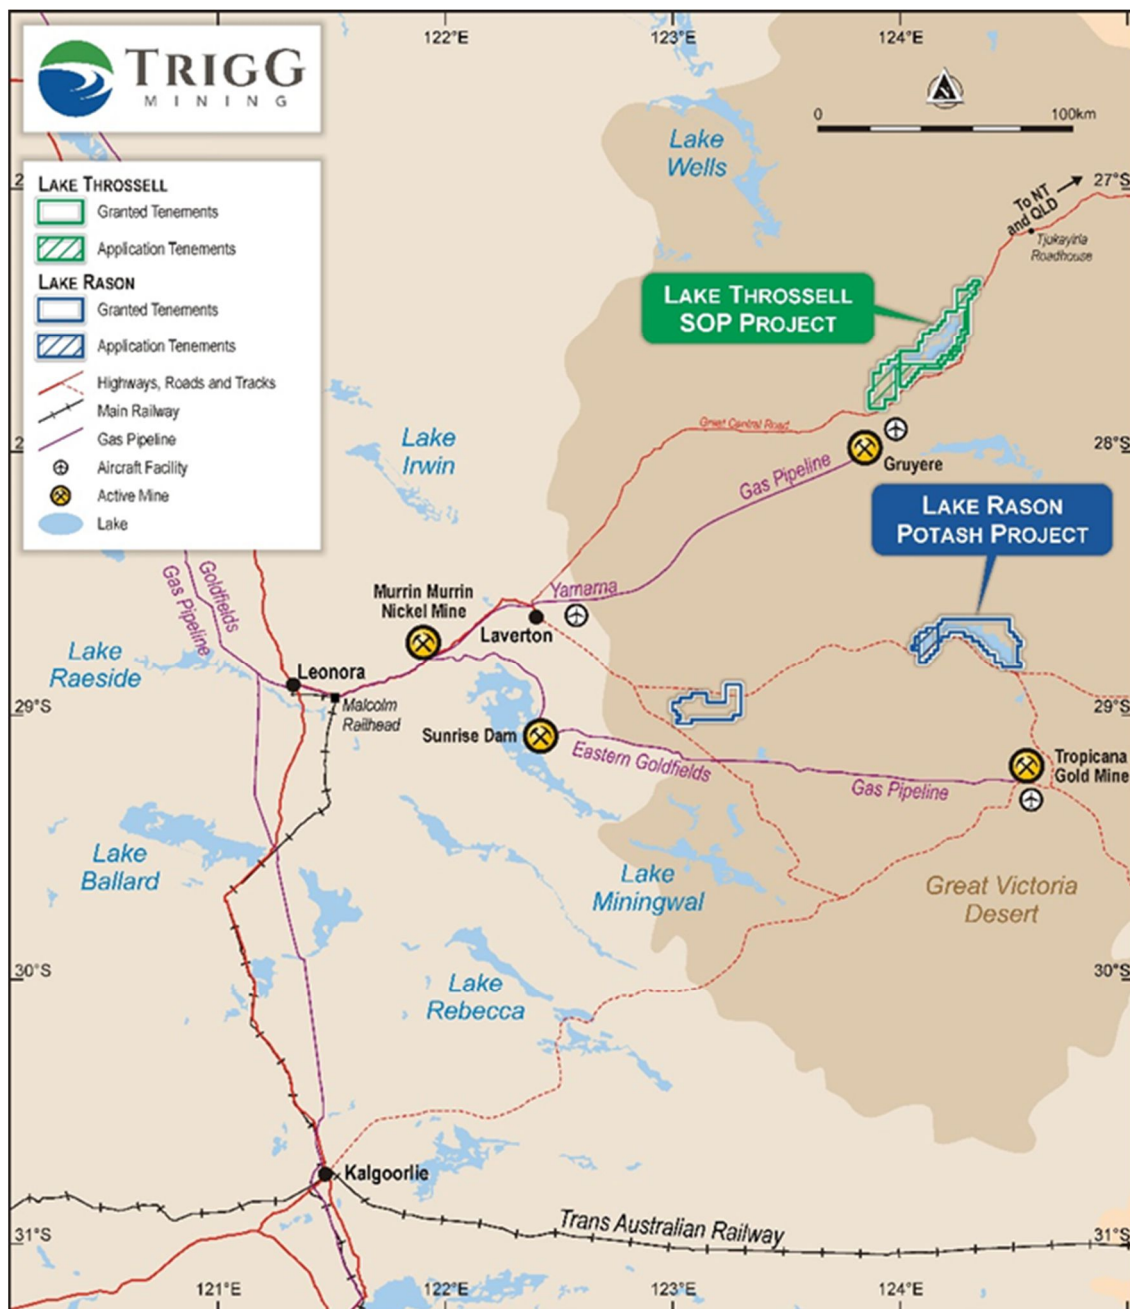 122°E
123°E
124°E
TRIGG
MINING
0
100km
Lake
Wells
27°S
To NT
and QLD
Tjukayirla
Roadhouse
LAKE THROSSELL
Granted Tenements
Application Tenements
LAKE RASON
Granted Tenements
Application Tenements
Highways, Roads and Tracks
Main Railway
Gas Pipeline
Aircraft Facility
Active Mine
Lake
LAKE THROSSELL
SOP PROJECT
Great Central Road
Lake
Irwin
28°S
Gruyere
Gas Pipeline
LAKE RASON
POTASH PROJECT
Goldfields
Gas Pipeline
Murrin Murrin
Nickel Mine
Yamarna
Laverton
Lake
Raeside
Leonora
Malcolm
Railhead
29°S
29°S
Sunrise Dam
Eastern Goldfields
Gas Pipeline
Tropicana
Gold Mine
Lake
Ballard
Lake
Miningwal
Great Victoria
Desert
30°S
30°S
Lake
Rebecca
Kalgoorlie
Trans Australian Railway
31°S
31°S
121°E
122°E
123°E
124°E